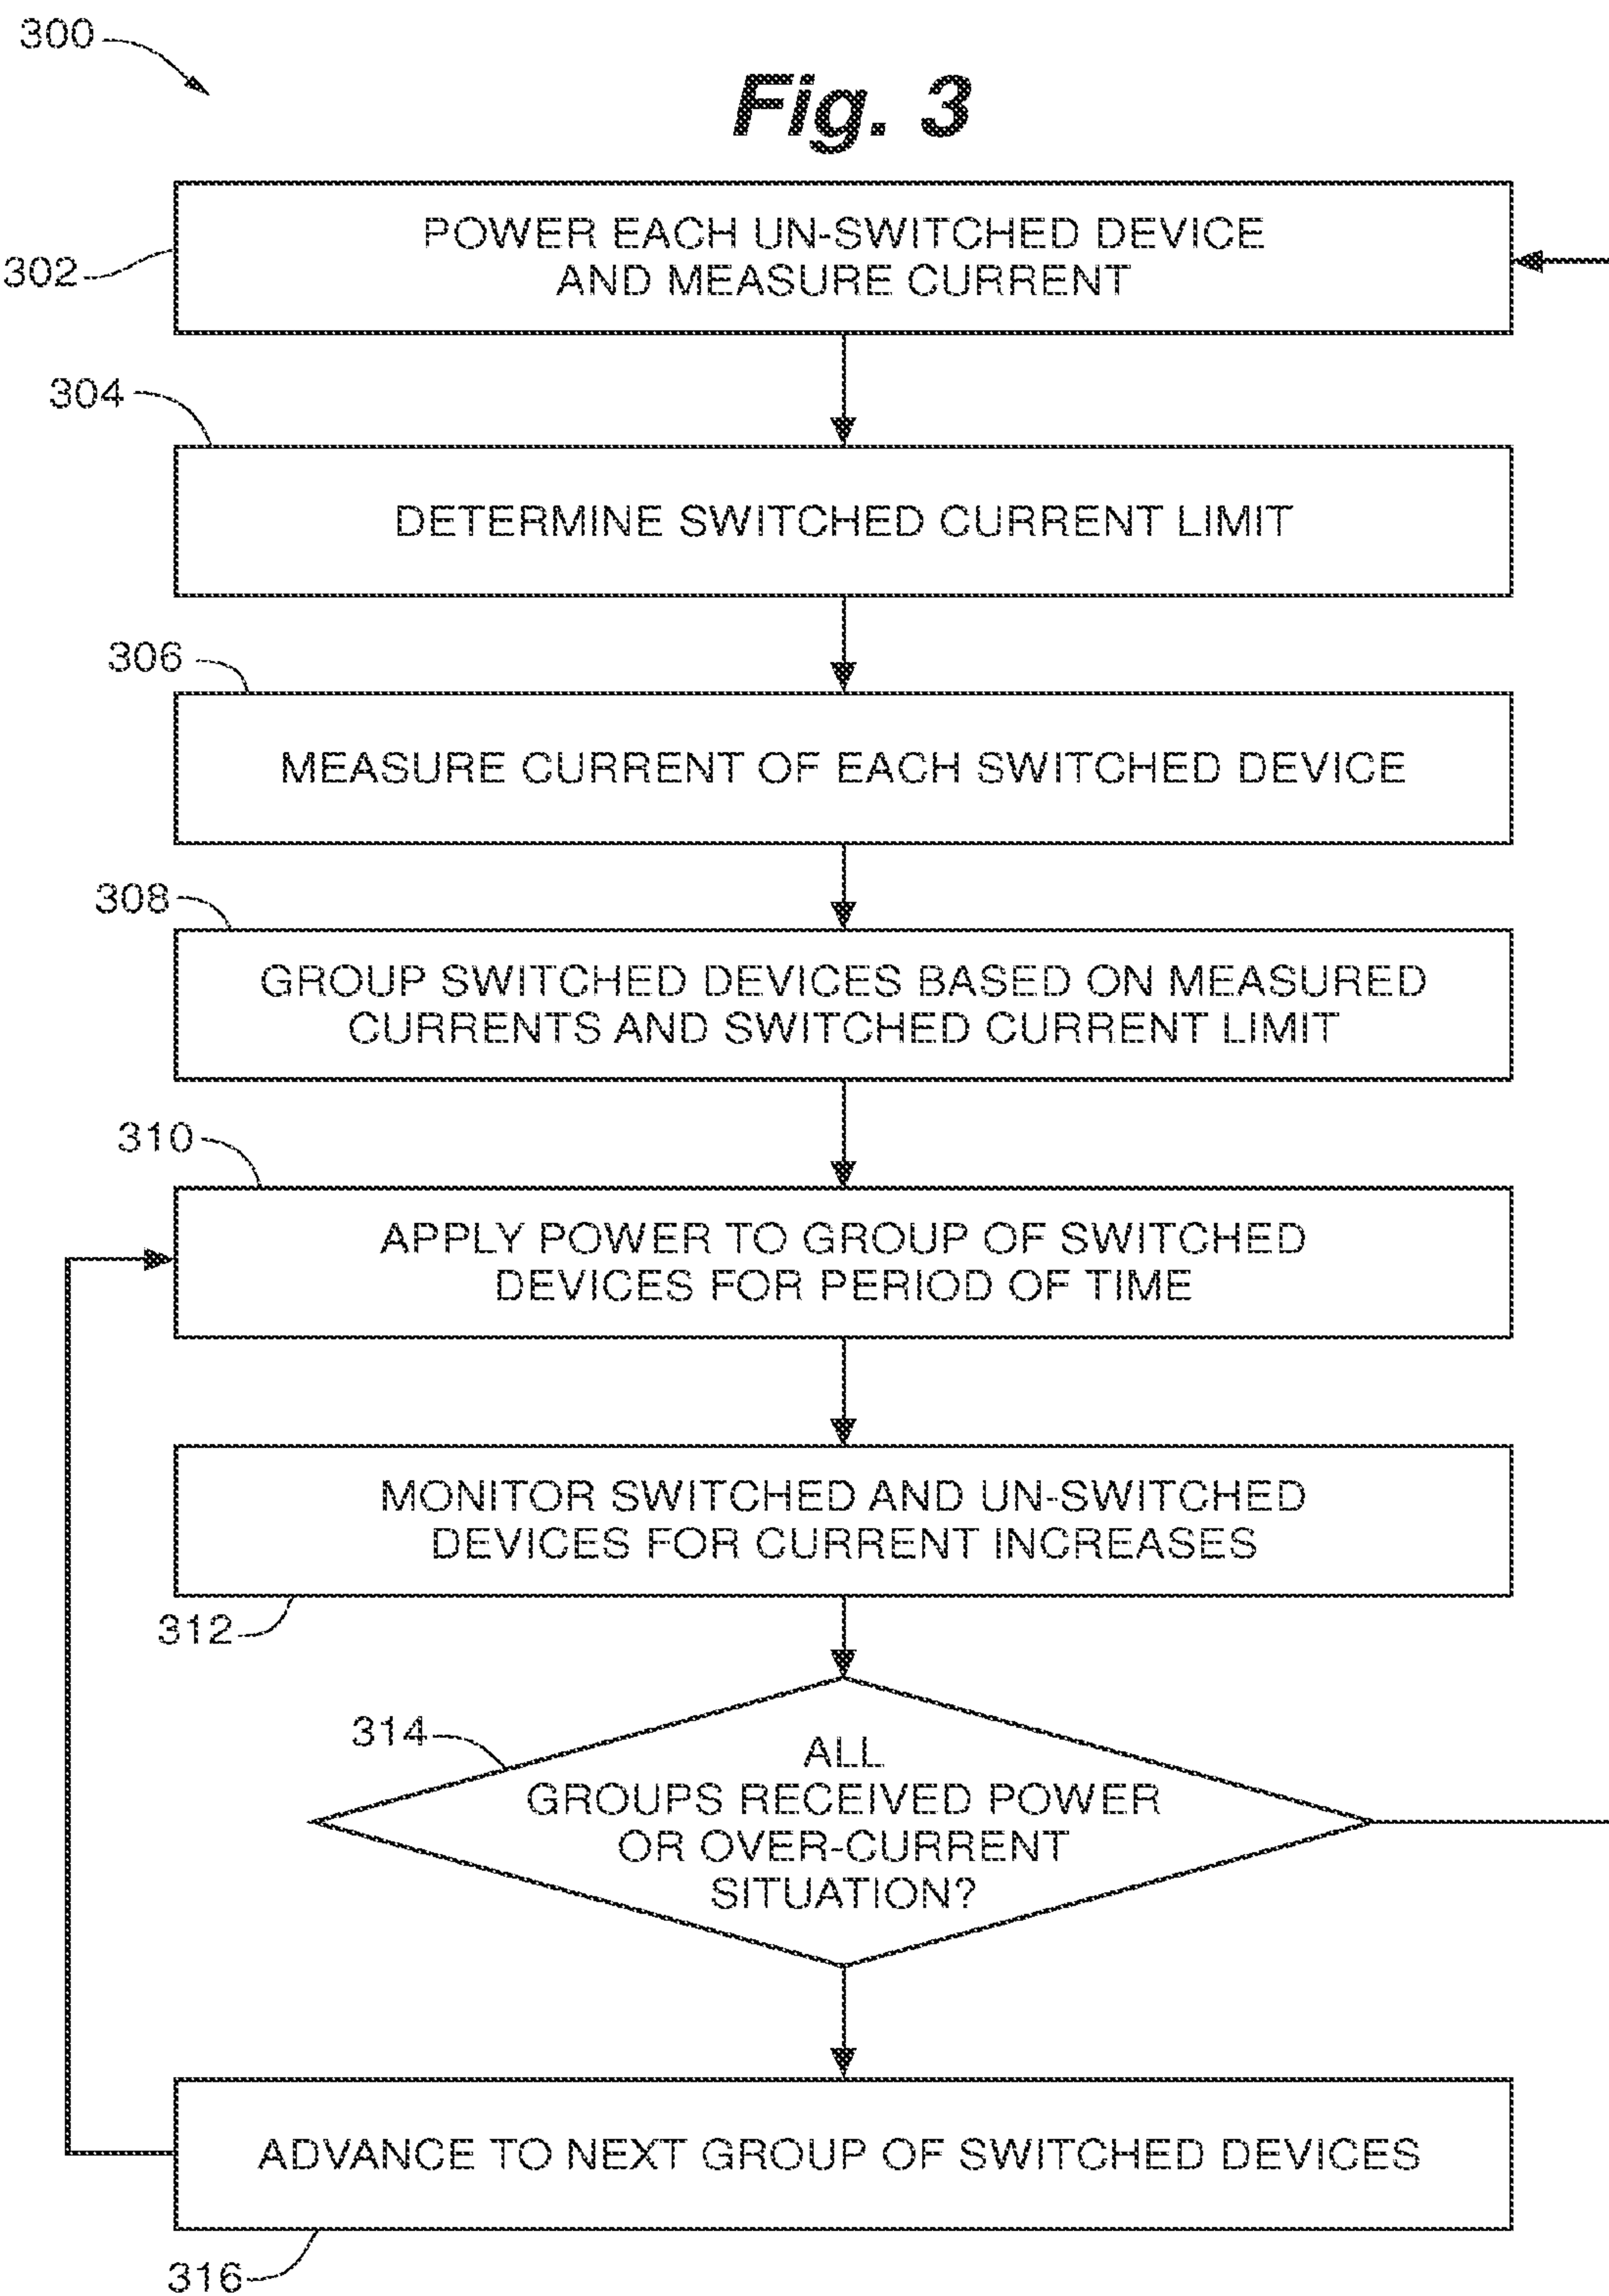 300
Fig. 3
POWER EACH UN-SWITCHED DEVICE
AND MEASURE CURRENT
302
304
DETERMINE SWITCHED CURRENT LIMIT
306
MEASURE CURRENT OF EACH SWITCHED DEVICE
308
GROUP SWITCHED DEVICES BASED ON MEASURED
CURRENTS AND SWITCHED CURRENT LIMIT
310
APPLY POWER TO GROUP OF SWITCHED
DEVICES FOR PERIOD OF TIME
MONITOR SWITCHED AND UN-SWITCHED
DEVICES FOR CURRENT INCREASES
312
314
ALL
GROUPS RECEIVED POWER
OR OVER-CURRENT
SITUATION?
ADVANCE TO NEXT GROUP OF SWITCHED DEVICES
316